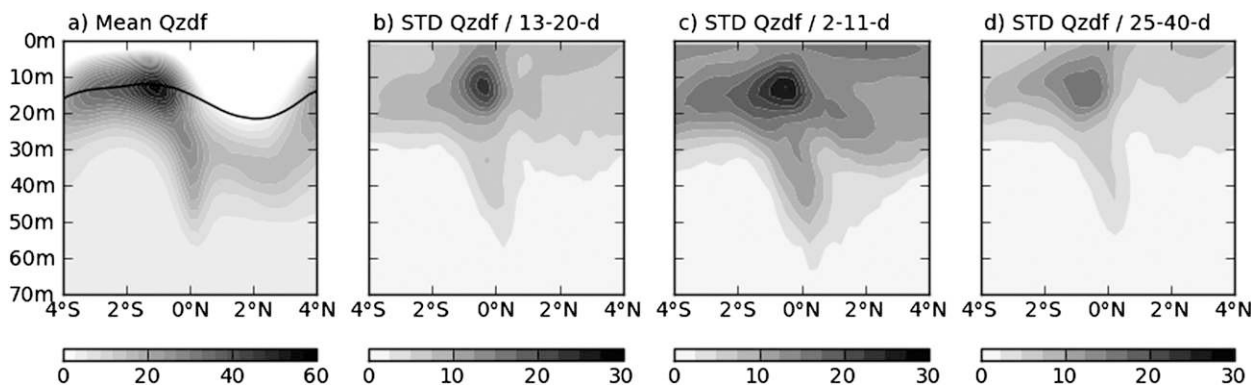 a) Mean Qzdf b) STD Qzdf / 13-20-d c) STD Qzdf / 2-11-d d) STD Qzdf / 25-40-d
0m
10m
20m
30m
40m
50m
60m
70m
4°S 2°S 0°N 2°N 4°N 4°S 2°S 0°N 2°N 4°N 4°S 2°S 0°N 2°N 4°N 4°S 2°S 0°N 2°N 4°N
0 20 40 60 0 10 20 30 0 10 20 30 0 10 20 30